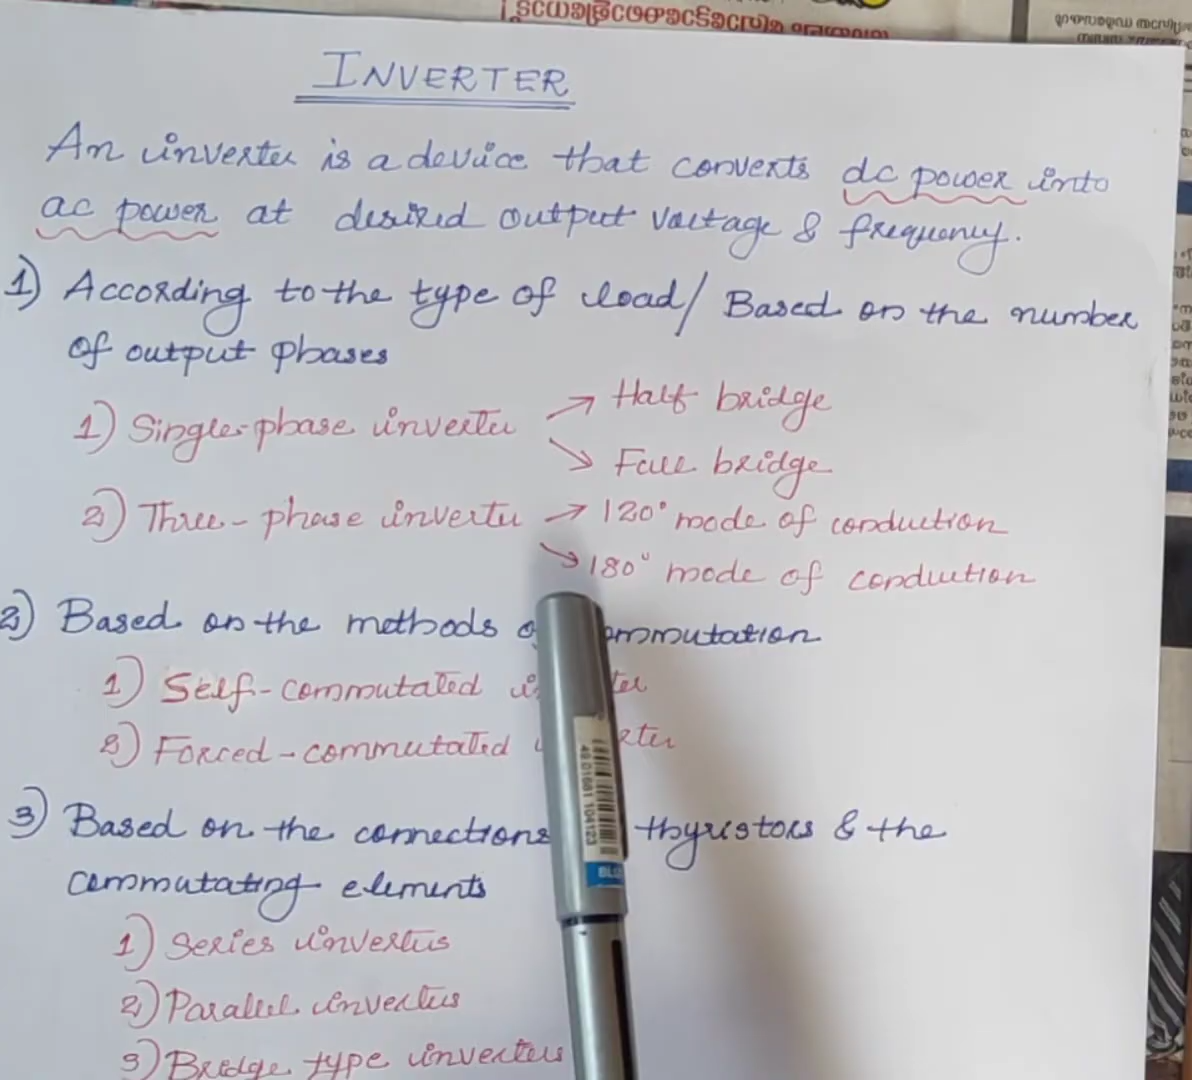 INVERTER
An inverter is a device that converts dc power into
ac power at desired output voltage & frequency.
1) According to the type of load/ Based on the number
of output phases
1) Single-phase inverter → Half bridge
↘ Full bridge
2) Three-phase inverter → 120° mode of conduction
↘ 180° mode of conduction
2) Based on the methods commutation
1) Self-commutated
2) Forced-commutated
3) Based on the connections thyristors & the
commutating elements
1) Series inverters
2) Parallel inverters
3) Bridge type inverters